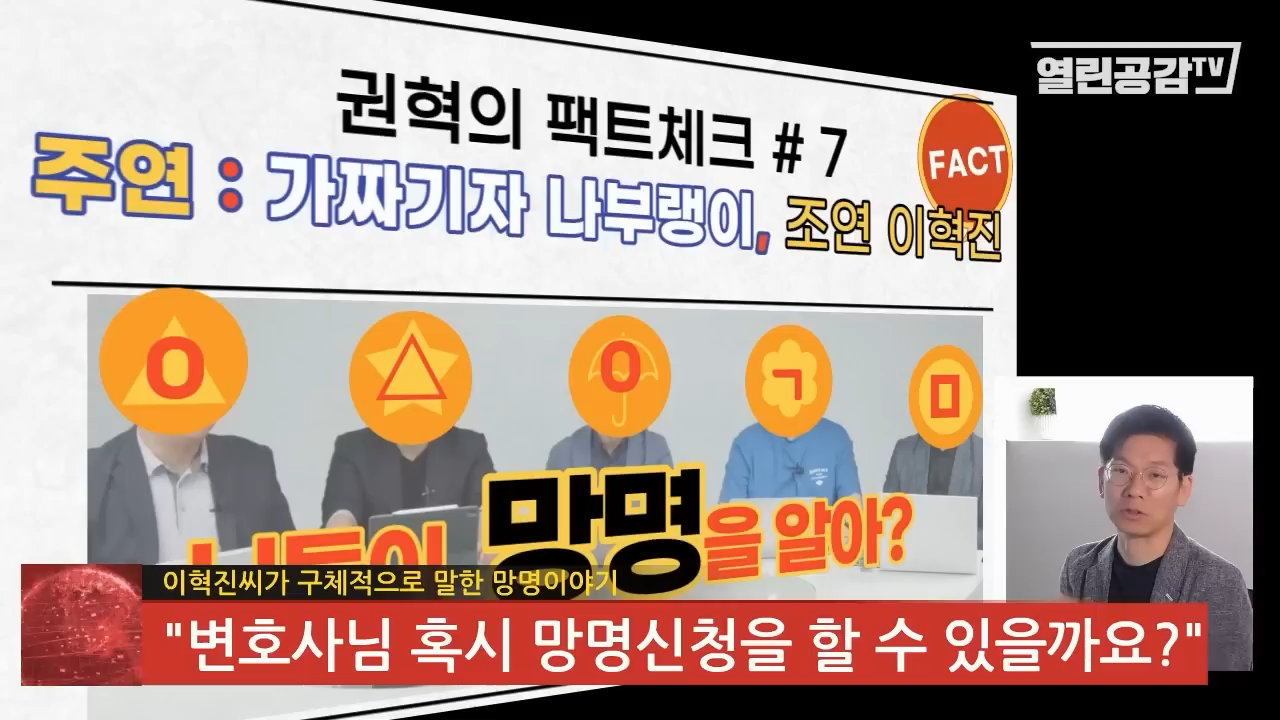 열린공감TV
권혁의 팩트체크 # 7
FACT
주연 : 가짜기자 나부랭이, 조연 이혁진
ㅇ
ㅇ
ㄱ
ㅁ
망명을 알아?
이혁진씨가 구체적으로 말한 망명이야기
"변호사님 혹시 망명신청을 할 수 있을까요?"